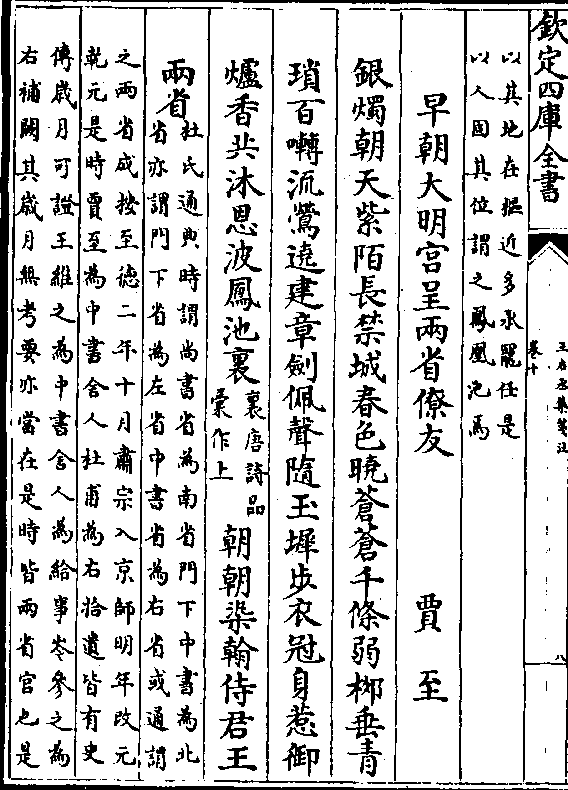 欽定四庫全書
王右丞集箋注
卷十
八
以其地在樞近多承寵任是
以人固其位謂之鳳凰池焉
早朝大明宮呈兩省僚友
賈至
銀燭朝天紫陌長禁城春色曉蒼蒼千條弱柳垂青
瑣百囀流鶯遶建章劍佩聲隨玉墀步衣冠身惹御
爐香共沐恩波鳳池裏
裏唐詩品
彚作上
朝朝染翰侍君王
兩省
杜氏通典時謂尚書省為南省門下中書為北
省亦謂門下省為左省中書省為右省或通謂
之兩省成按至德二年十月肅宗入京師明年改元
乾元是時賈至為中書舍人杜甫為右拾遺皆有史
傳歲月可證王維之為中書舍人為給事岑參之為
右補闕其歲月無考要亦當在是時皆兩省官也是